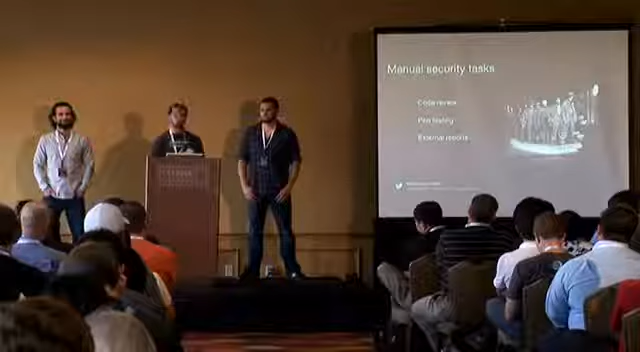 Manual security tasks
Code review
Pen testing
External reports